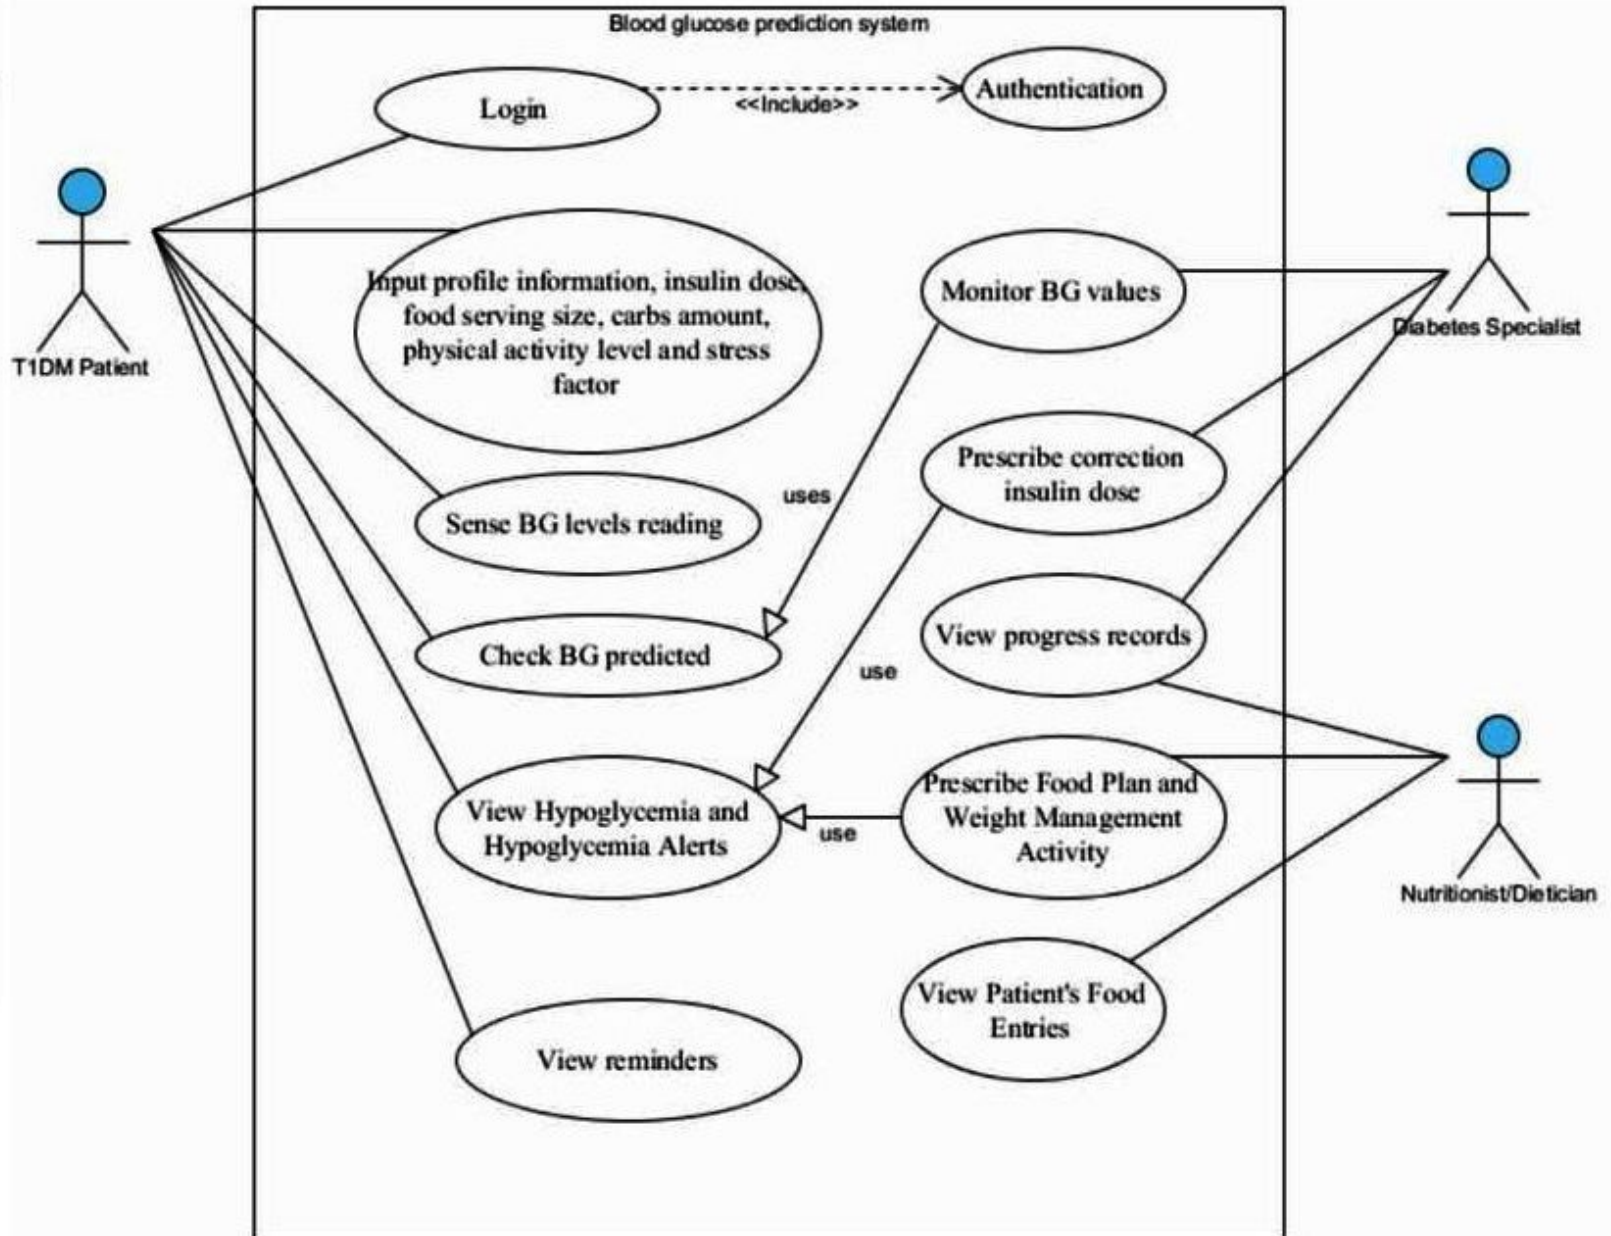 Blood glucose prediction system
Login
<<Include>>
Authentication
T1DM Patient
Input profile information, insulin dose,
food serving size, carbs amount,
physical activity level and stress
factor
Monitor BG values
Diabetes Specialist
Sense BG levels reading
uses
Prescribe correction
insulin dose
Check BG predicted
use
View progress records
View Hypoglycemia and
Hypoglycemia Alerts
use
Prescribe Food Plan and
Weight Management
Activity
Nutritionist/Dietician
View Patient's Food
Entries
View reminders